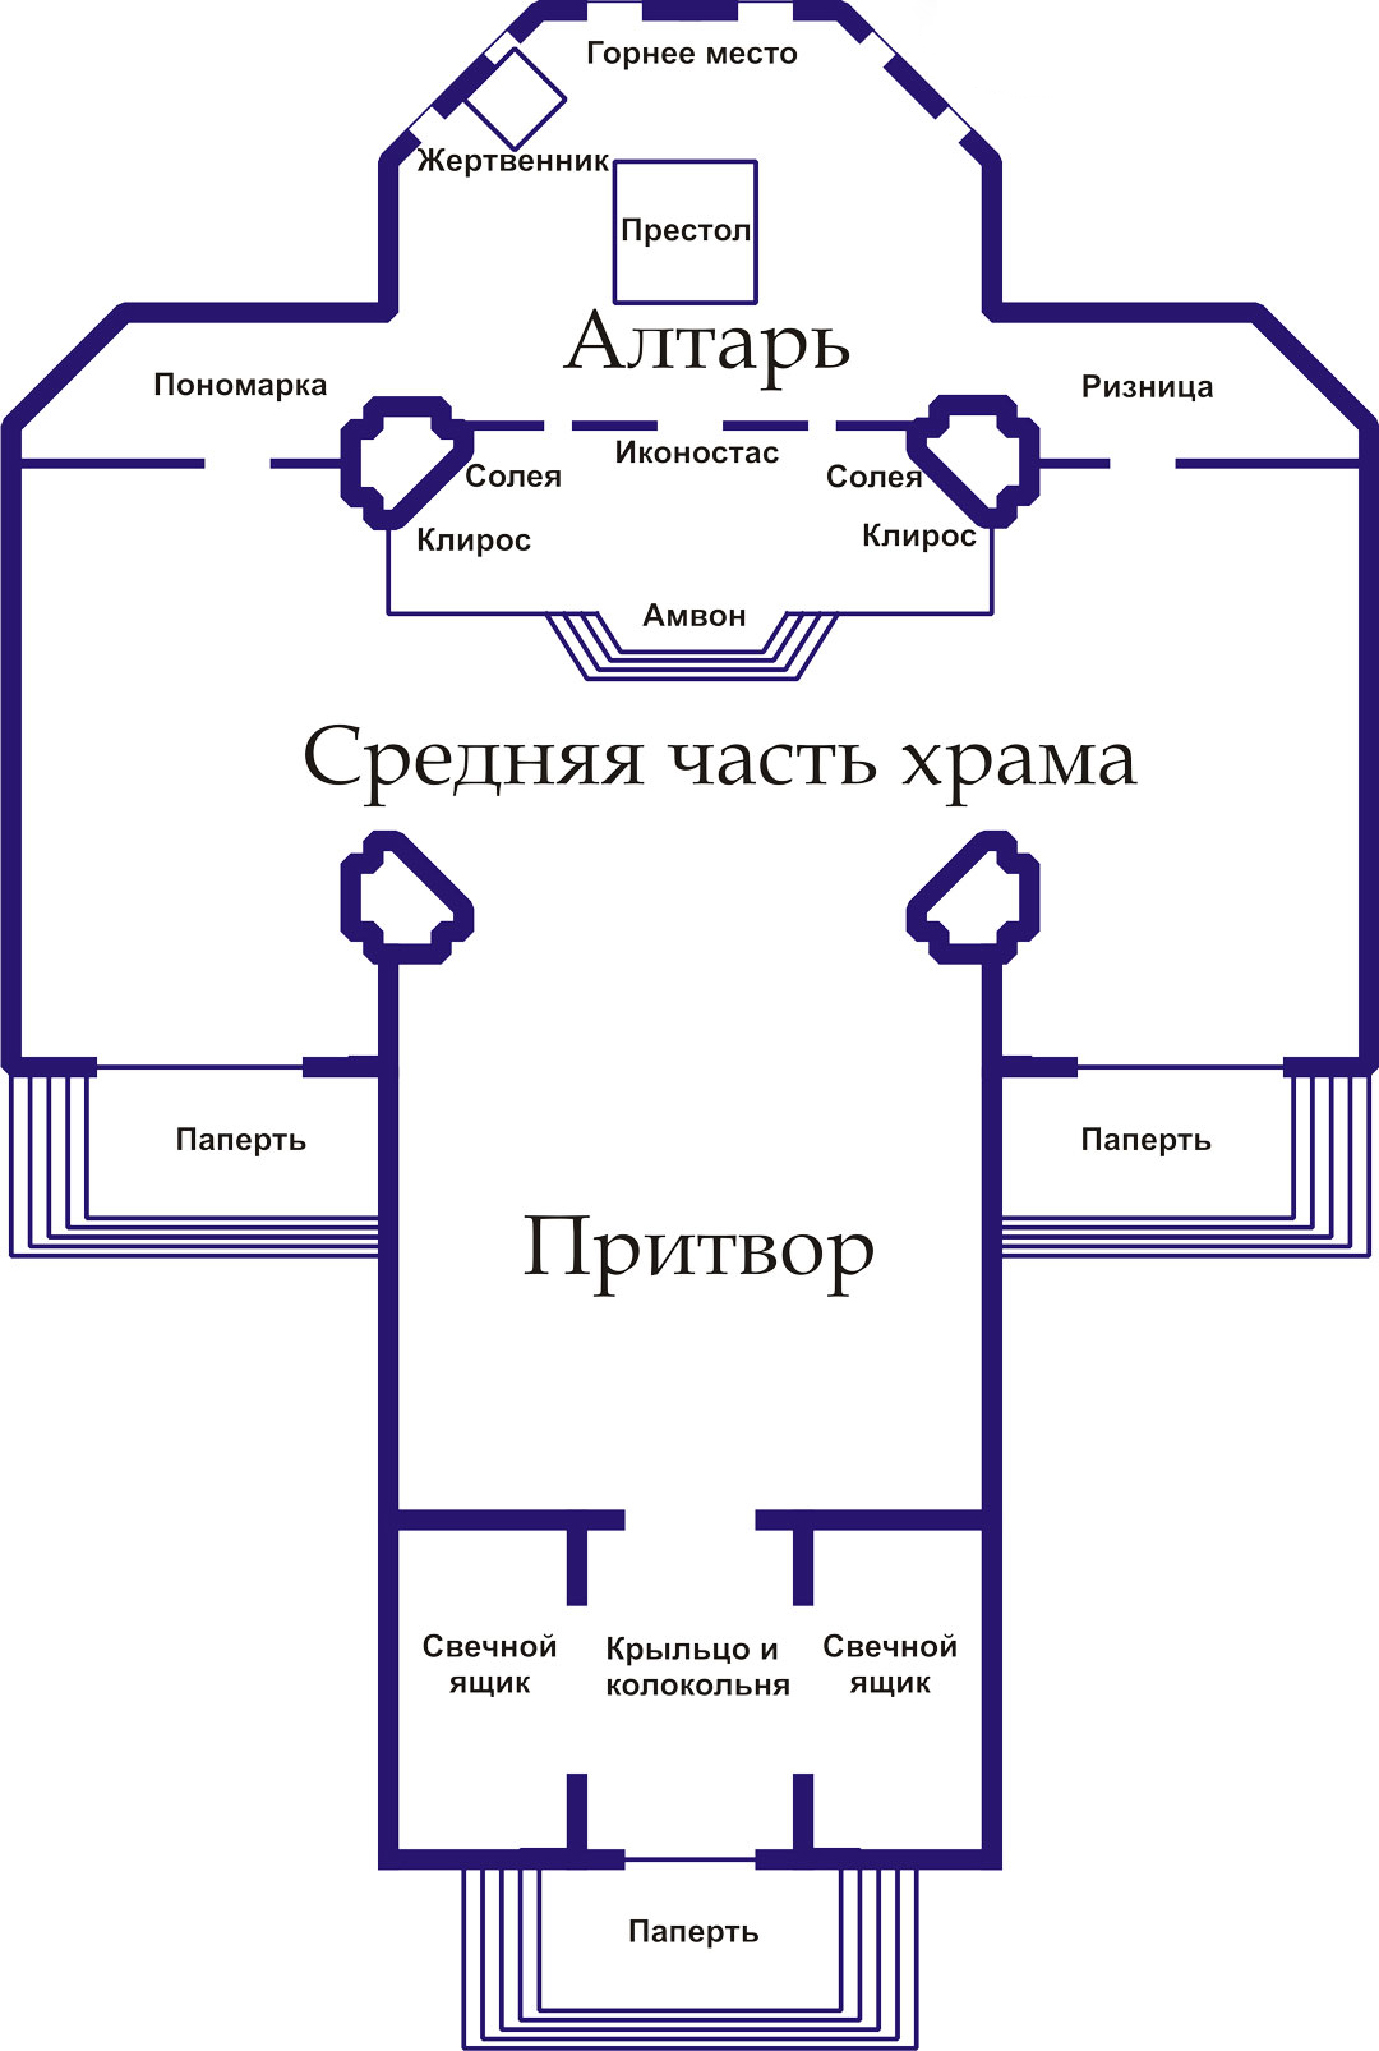 Горнее место
Жертвенник
Престол
Алтарь
Пономарка
Ризница
Иконостас
Солея
Солея
Клирос
Клирос
Амвон
Средняя часть храма
Паперть
Паперть
Притвор
Свечной
ящик
Крыльцо и
колокольня
Свечной
ящик
Паперть